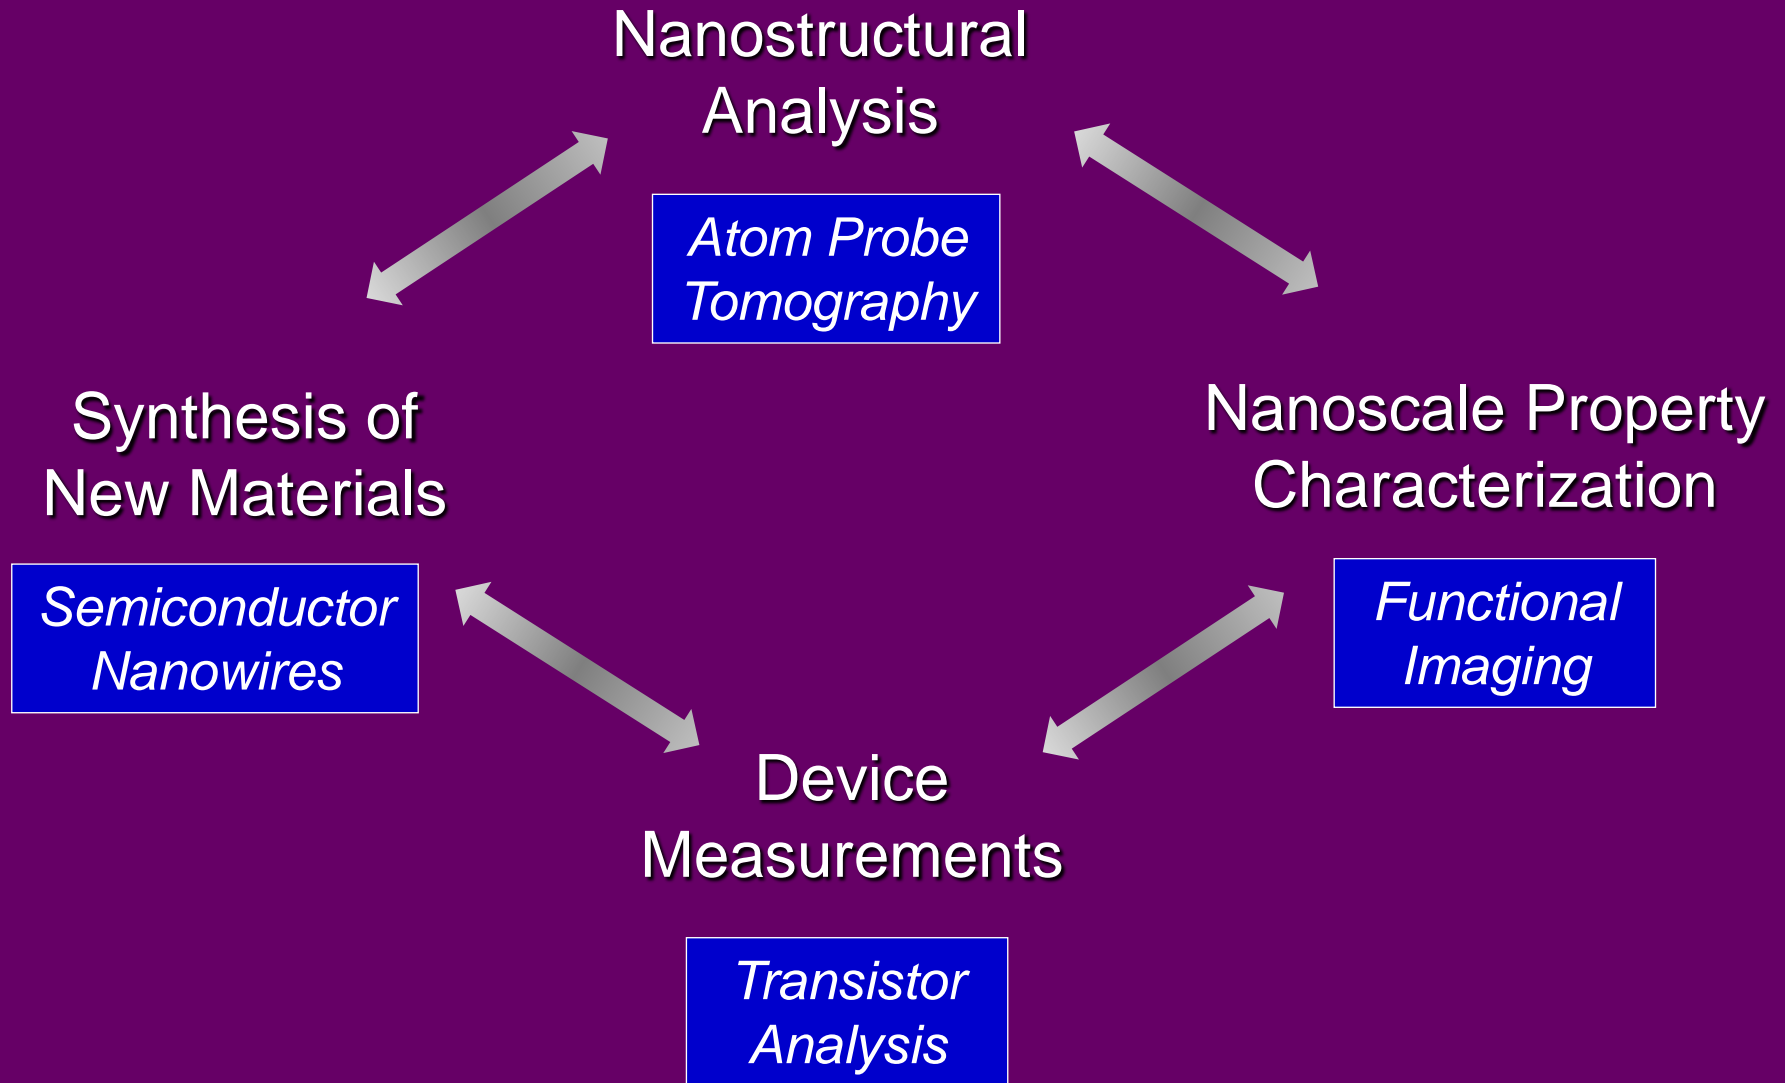 Nanostructural
Analysis
Atom Probe
Tomography
Synthesis of
New Materials
Semiconductor
Nanowires
Nanoscale Property
Characterization
Functional
Imaging
Device
Measurements
Transistor
Analysis